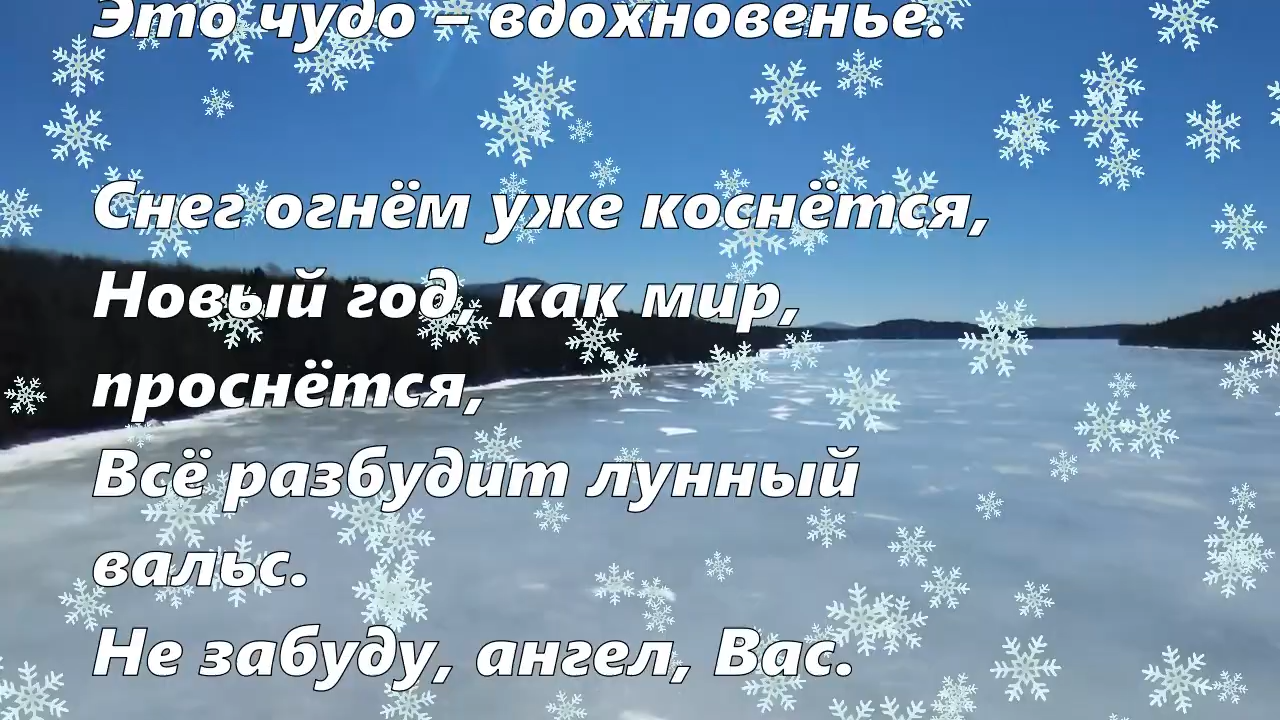 Это чудо – вдохновенье.
Снег огнём уже коснётся,
Новый год, как мир,
проснётся,
Всё разбудит лунный
вальс.
Не забуду, ангел, Вас.